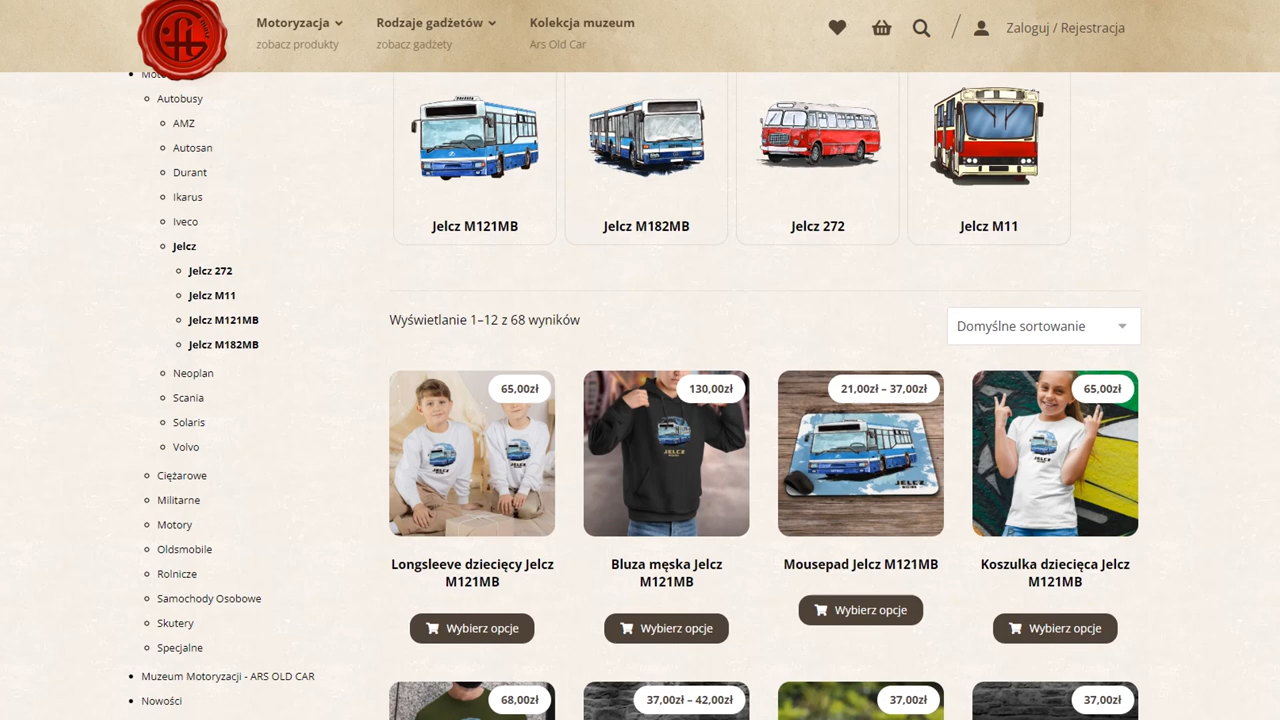 Motoryzacja
zobacz produkty
Rodzaje gadżetów
zobacz gadżety
Kolekcja muzeum
Ars Old Car
Zaloguj / Rejestracja
Autobusy
AMZ
Autosan
Durant
Ikarus
Iveco
Jelcz
Jelcz 272
Jelcz M11
Jelcz M121MB
Jelcz M182MB
Neoplan
Scania
Solaris
Volvo
Ciężarowe
Militarne
Motory
Oldsmobile
Rolnicze
Samochody Osobowe
Skutery
Specjalne
Muzeum Motoryzacji - ARS OLD CAR
Nowości
Jelcz M121MB
Jelcz M182MB
Jelcz 272
Jelcz M11
Wyświetlanie 1–12 z 68 wyników
Domyślne sortowanie
65,00zł
130,00zł
21,00zł – 37,00zł
65,00zł
JELCZ
JELCZ
JELCZ
JELCZ
JELCZ
Longsleeve dziecięcy Jelcz
M121MB
Wybierz opcje
Bluza męska Jelcz
M121MB
Wybierz opcje
Mousepad Jelcz M121MB
Wybierz opcje
Koszulka dziecięca Jelcz
M121MB
Wybierz opcje
68,00zł
37,00zł – 42,00zł
37,00zł
37,00zł